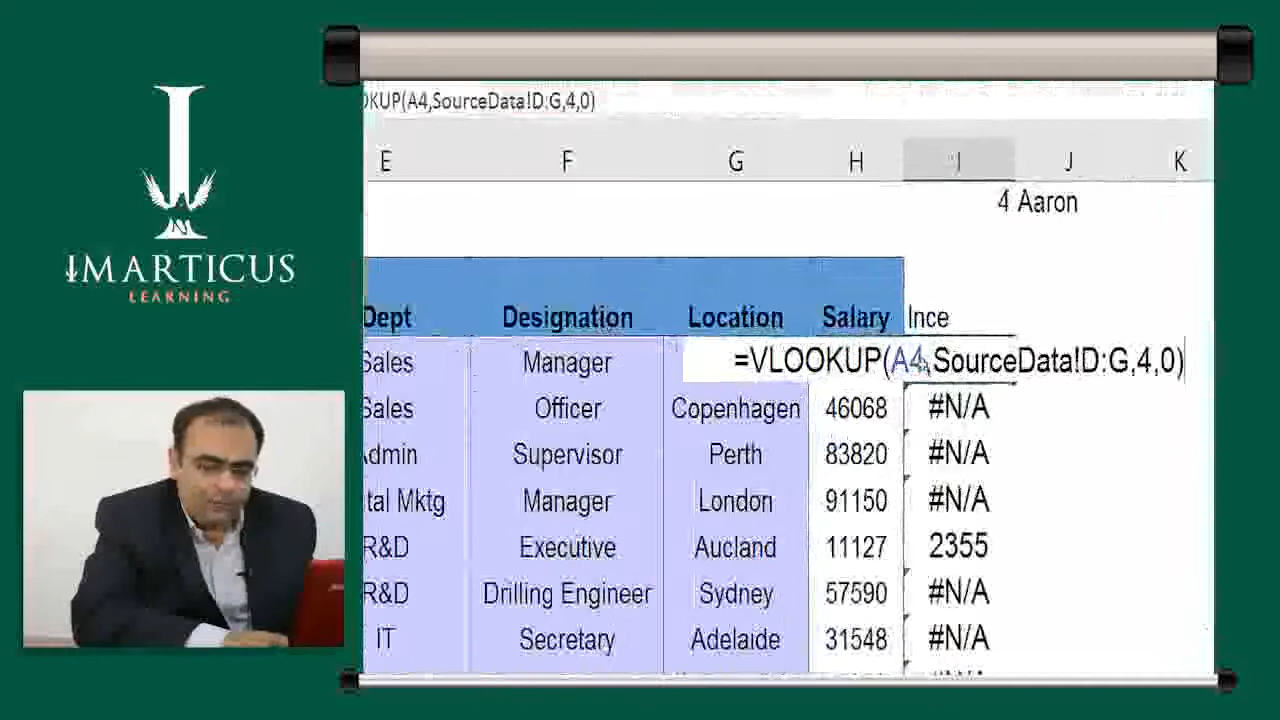 IMARTICUS
LEARNING
OKUP(A4,SourceData!D:G,4,0)
E F G H I J K
4 Aaron
Dept Designation Location Salary Ince
Sales Manager =VLOOKUP(A4,SourceData!D:G,4,0)
Sales Officer Copenhagen 46068 #N/A
Admin Supervisor Perth 83820 #N/A
tal Mktg Manager London 91150 #N/A
R&D Executive Aucland 11127 2355
R&D Drilling Engineer Sydney 57590 #N/A
IT Secretary Adelaide 31548 #N/A